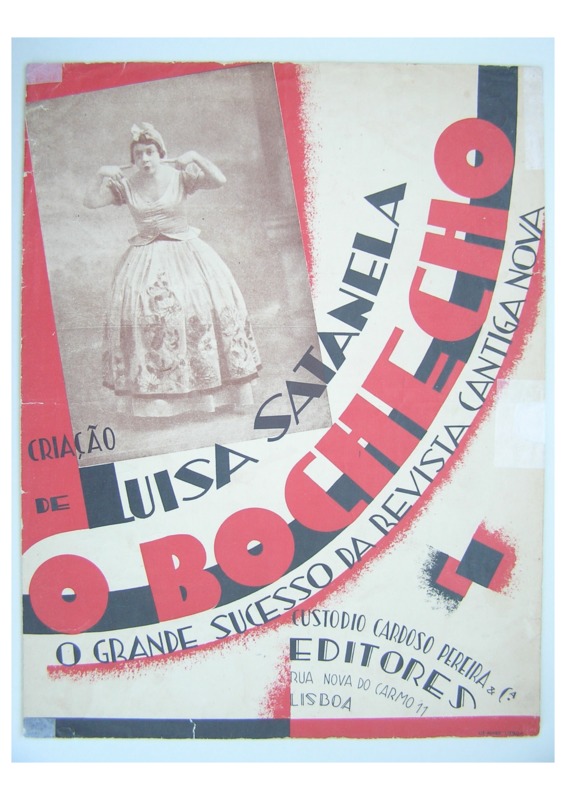 CRIAÇÃO
DE LUISA SATANELA
O BOCHECHO
O GRANDE SUCESSO DA REVISTA CANTIGA NOVA
CUSTODIO CARDOSO PEREIRA & Cª
EDITORES
RUA NOVA DO CARMO 11
LISBOA